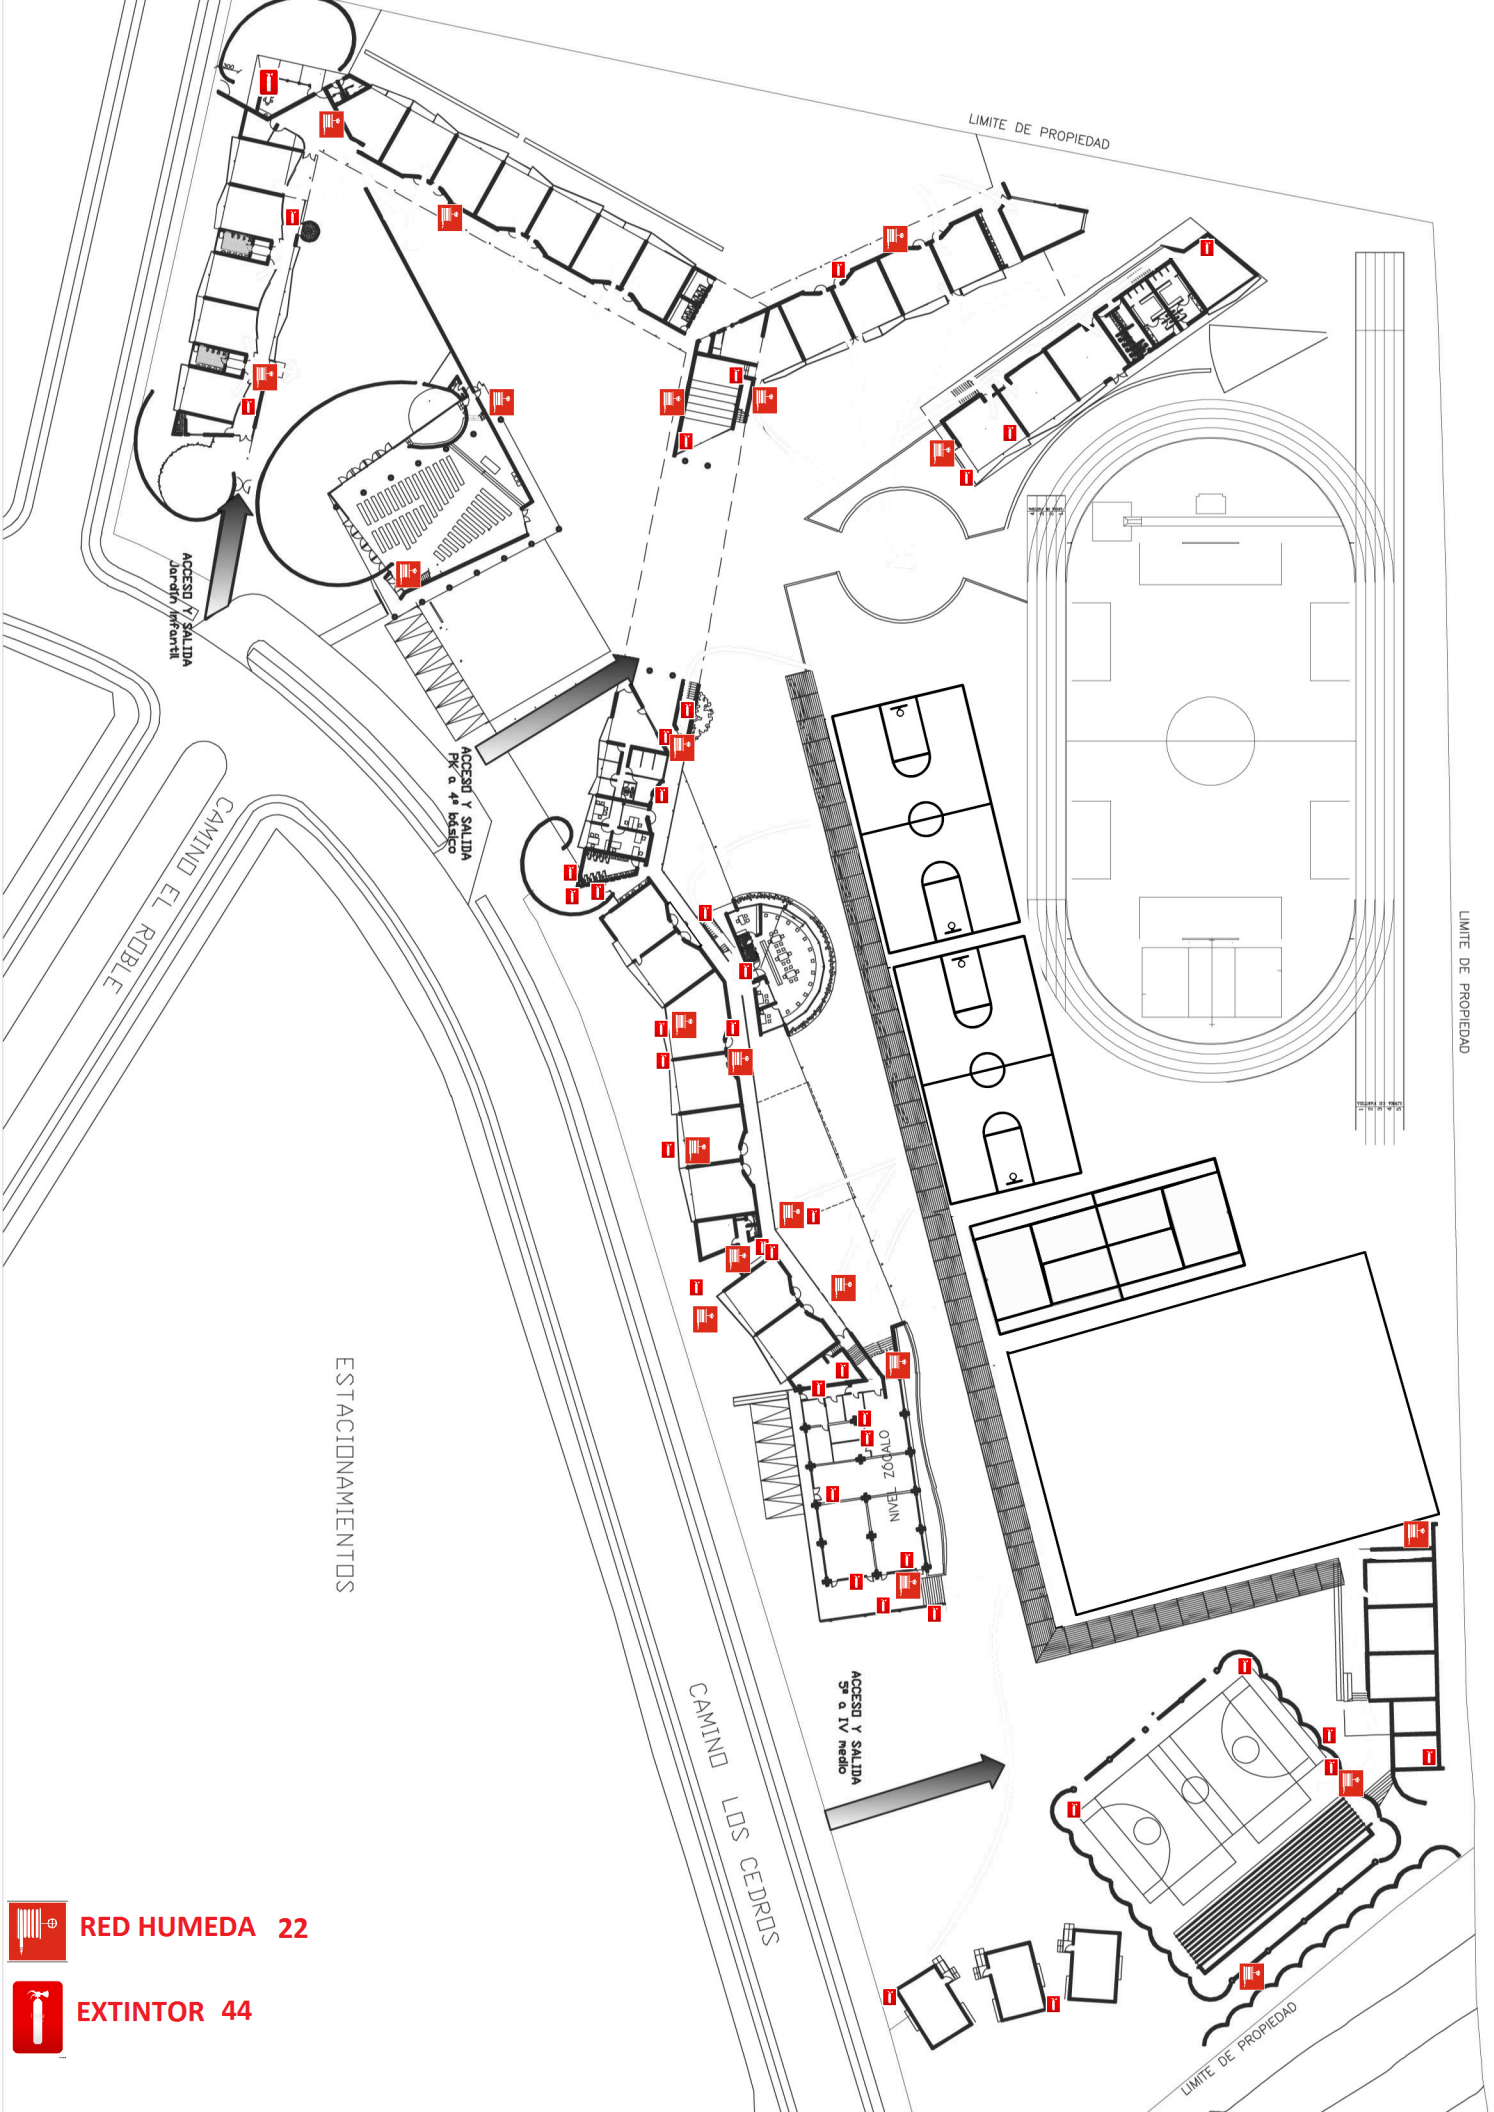 LIMITE DE PROPIEDAD
ACCESO Y SALIDA
Jardín Infantil
ACCESO Y SALIDA
PK a 4º básico
CAMINO EL ROBLE
LIMITE DE PROPIEDAD
ESTACIONAMIENTOS
NIVEL ZÓCALO
ACCESO Y SALIDA
5º a IV medio
CAMINO LOS CEDROS
LIMITE DE PROPIEDAD
RED HUMEDA 22
EXTINTOR 44